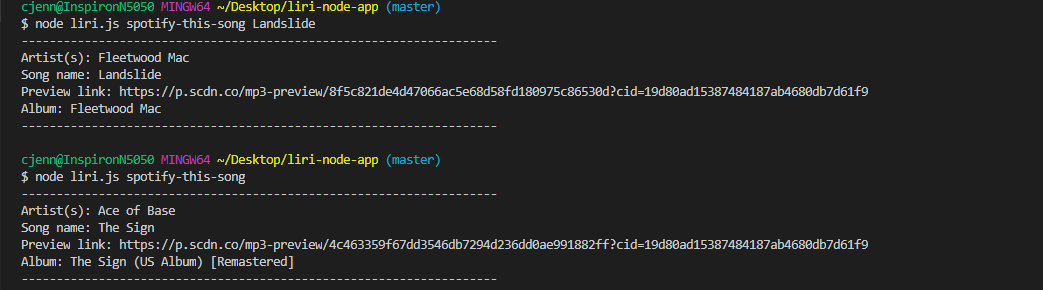 cjenn@InspironN5050 MINGW64 ~/Desktop/liri-node-app (master)
$ node liri.js spotify-this-song Landslide
--------------------------------------------------------------------
Artist(s): Fleetwood Mac
Song name: Landslide
Preview link: https://p.scdn.co/mp3-preview/8f5c821de4d47066ac5e68d58fd180975c86530d?cid=19d80ad15387484187ab4680db7d61f9
Album: Fleetwood Mac
--------------------------------------------------------------------
cjenn@InspironN5050 MINGW64 ~/Desktop/liri-node-app (master)
$ node liri.js spotify-this-song
--------------------------------------------------------------------
Artist(s): Ace of Base
Song name: The Sign
Preview link: https://p.scdn.co/mp3-preview/4c463359f67dd3546db7294d236dd0ae991882ff?cid=19d80ad15387484187ab4680db7d61f9
Album: The Sign (US Album) [Remastered]
--------------------------------------------------------------------